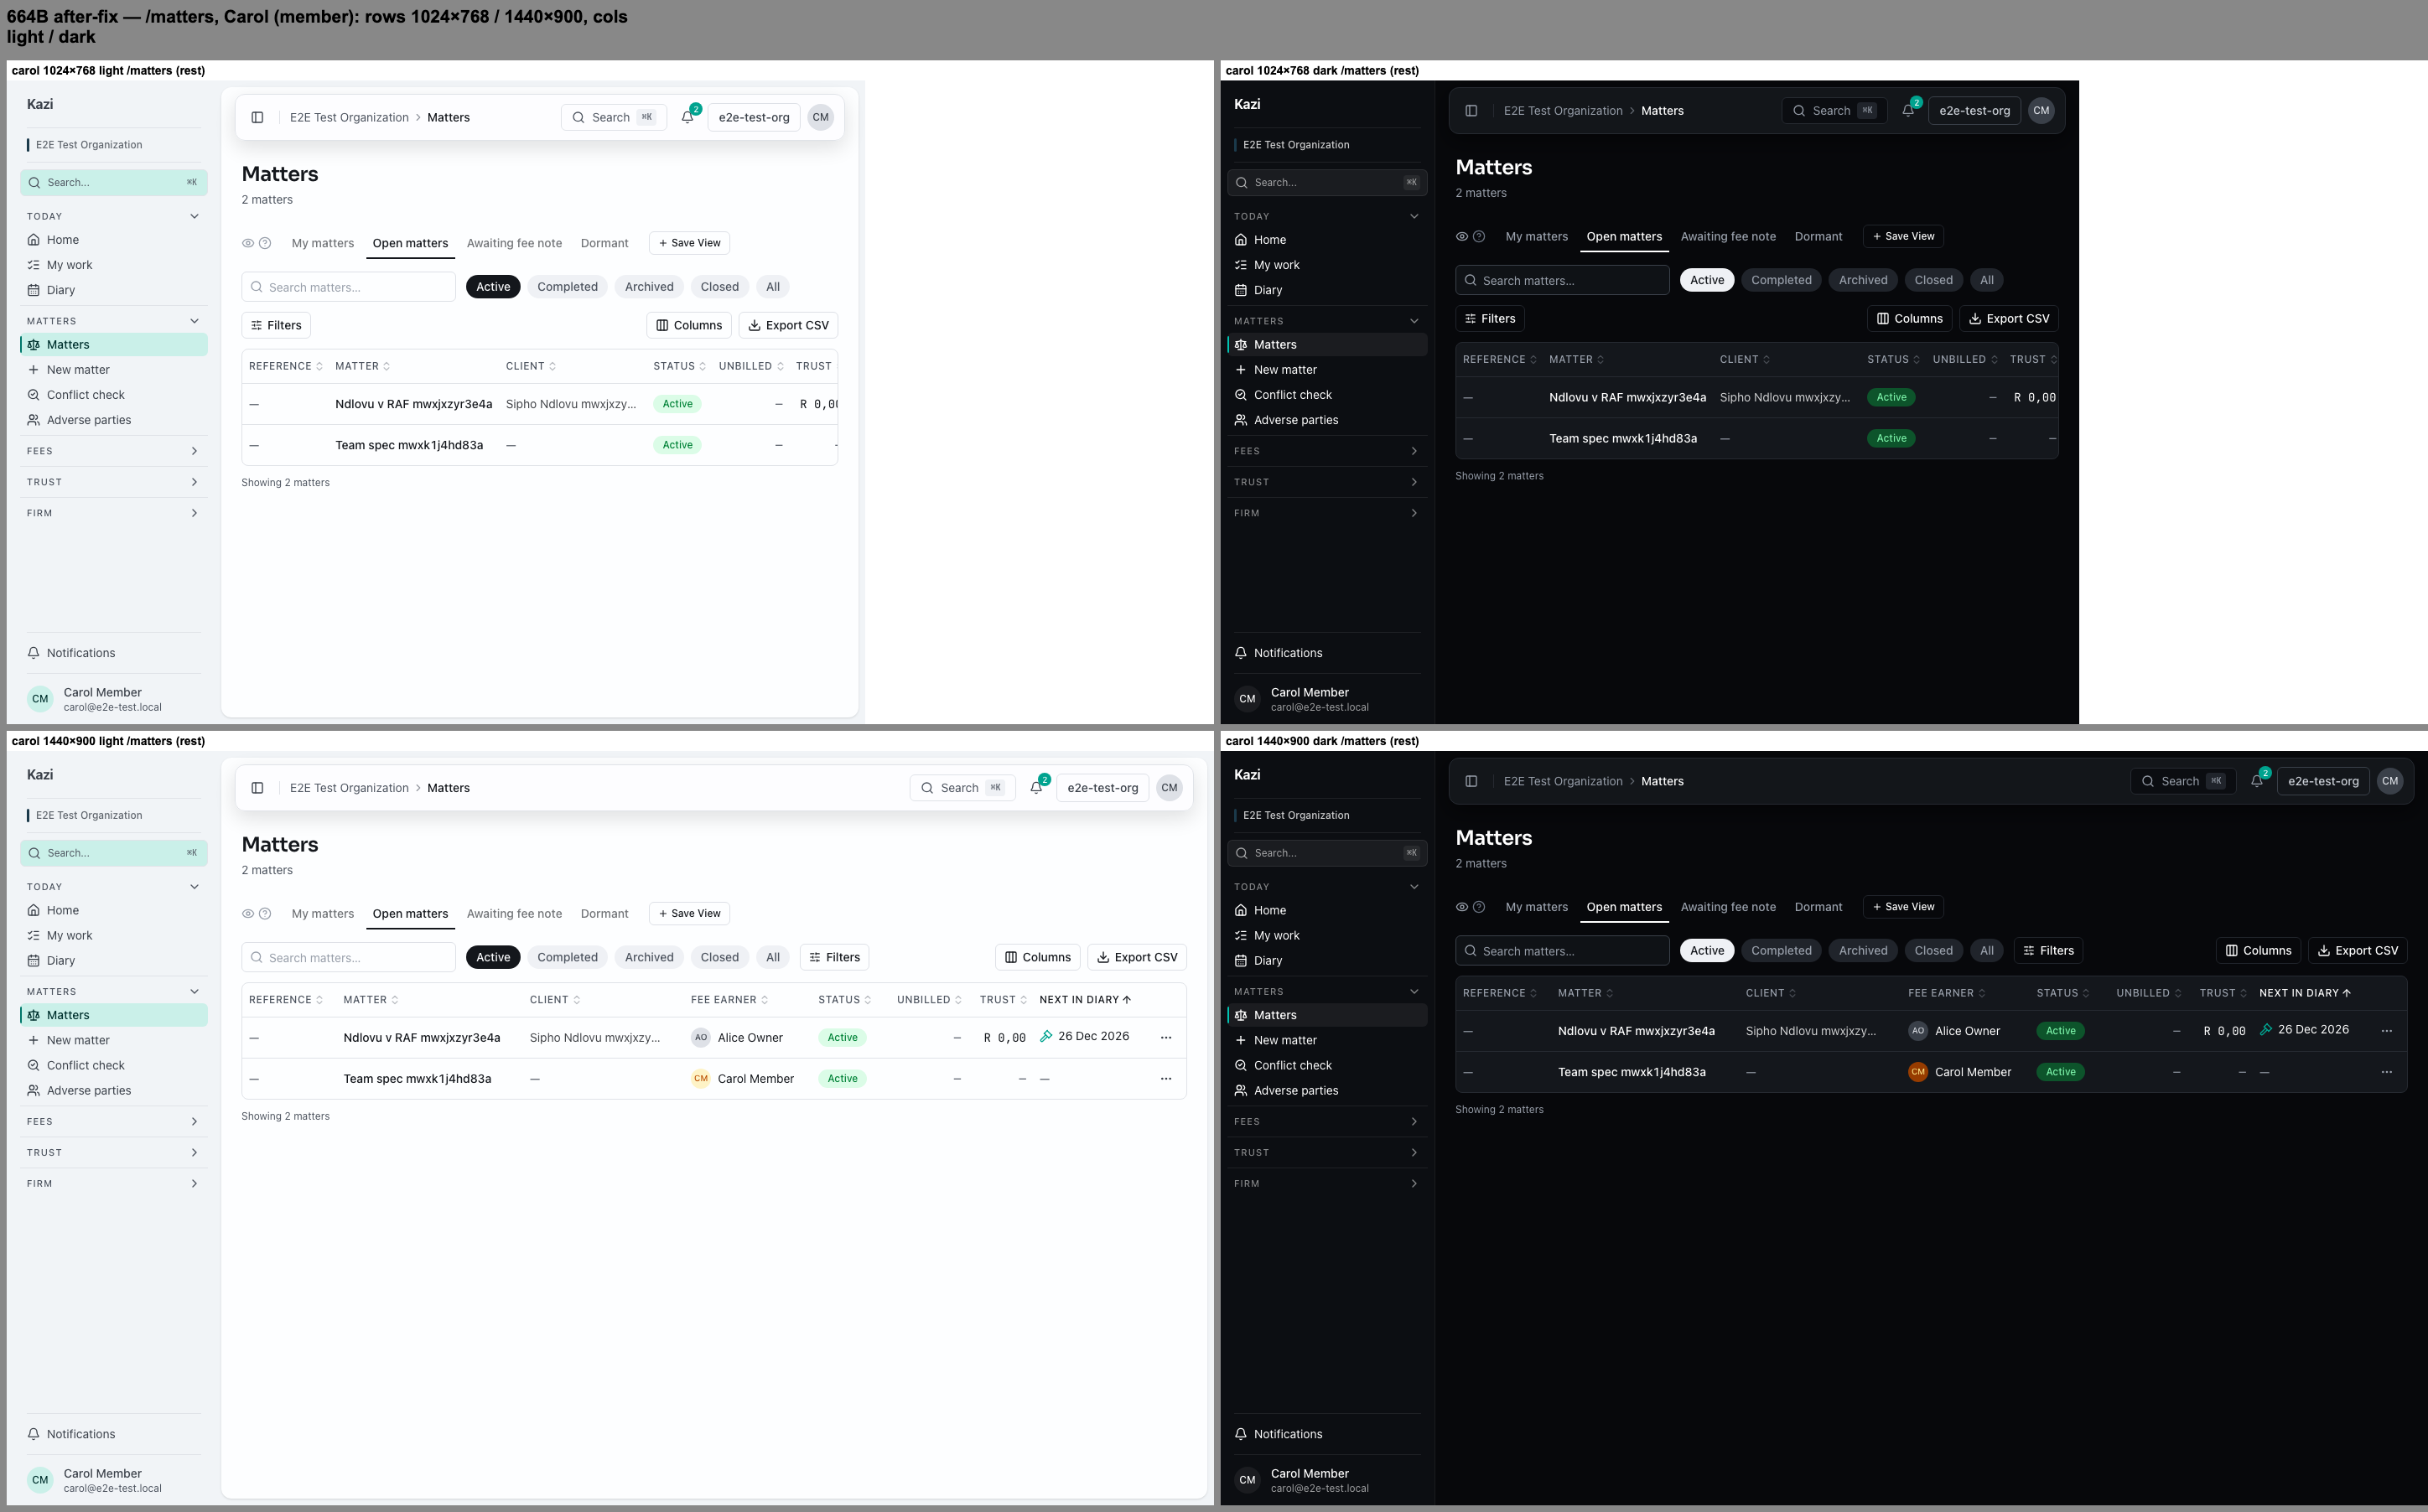 664B after-fix — /matters, Carol (member): rows 1024×768 / 1440×900, cols
light / dark
carol 1024×768 light /matters (rest)
Kazi
E2E Test Organization
Search... ⌘K
TODAY
Home
My work
Diary
MATTERS
Matters
New matter
Conflict check
Adverse parties
FEES
TRUST
FIRM
Notifications
CM Carol Member
carol@e2e-test.local
E2E Test Organization > Matters Search ⌘K 2 e2e-test-org CM
Matters
2 matters
My matters Open matters Awaiting fee note Dormant + Save View
Search matters... Active Completed Archived Closed All
Filters Columns Export CSV
REFERENCE MATTER CLIENT STATUS UNBILLED TRUST
— Ndlovu v RAF mwxjxzyr3e4a Sipho Ndlovu mwxjxzy... Active — R 0,00
— Team spec mwxk1j4hd83a — Active —
Showing 2 matters
carol 1024×768 dark /matters (rest)
Kazi
E2E Test Organization
Search... ⌘K
TODAY
Home
My work
Diary
MATTERS
Matters
New matter
Conflict check
Adverse parties
FEES
TRUST
FIRM
Notifications
CM Carol Member
carol@e2e-test.local
E2E Test Organization > Matters Search ⌘K 2 e2e-test-org CM
Matters
2 matters
My matters Open matters Awaiting fee note Dormant + Save View
Search matters... Active Completed Archived Closed All
Filters Columns Export CSV
REFERENCE MATTER CLIENT STATUS UNBILLED TRUST
— Ndlovu v RAF mwxjxzyr3e4a Sipho Ndlovu mwxjxzy... Active — R 0,00
— Team spec mwxk1j4hd83a — Active — —
Showing 2 matters
carol 1440×900 light /matters (rest)
Kazi
E2E Test Organization
Search... ⌘K
TODAY
Home
My work
Diary
MATTERS
Matters
New matter
Conflict check
Adverse parties
FEES
TRUST
FIRM
Notifications
CM Carol Member
carol@e2e-test.local
E2E Test Organization > Matters Search ⌘K 2 e2e-test-org CM
Matters
2 matters
My matters Open matters Awaiting fee note Dormant + Save View
Search matters... Active Completed Archived Closed All Filters Columns Export CSV
REFERENCE MATTER CLIENT FEE EARNER STATUS UNBILLED TRUST NEXT IN DIARY ↑
— Ndlovu v RAF mwxjxzyr3e4a Sipho Ndlovu mwxjxzy... AO Alice Owner Active — R 0,00 26 Dec 2026 ...
— Team spec mwxk1j4hd83a — CM Carol Member Active — — — ...
Showing 2 matters
carol 1440×900 dark /matters (rest)
Kazi
E2E Test Organization
Search... ⌘K
TODAY
Home
My work
Diary
MATTERS
Matters
New matter
Conflict check
Adverse parties
FEES
TRUST
FIRM
Notifications
CM Carol Member
carol@e2e-test.local
E2E Test Organization > Matters Search ⌘K 2 e2e-test-org CM
Matters
2 matters
My matters Open matters Awaiting fee note Dormant + Save View
Search matters... Active Completed Archived Closed All Filters Columns Export CSV
REFERENCE MATTER CLIENT FEE EARNER STATUS UNBILLED TRUST NEXT IN DIARY ↑
— Ndlovu v RAF mwxjxzyr3e4a Sipho Ndlovu mwxjxzy... AO Alice Owner Active — R 0,00 26 Dec 2026 ...
— Team spec mwxk1j4hd83a — CM Carol Member Active — — — ...
Showing 2 matters